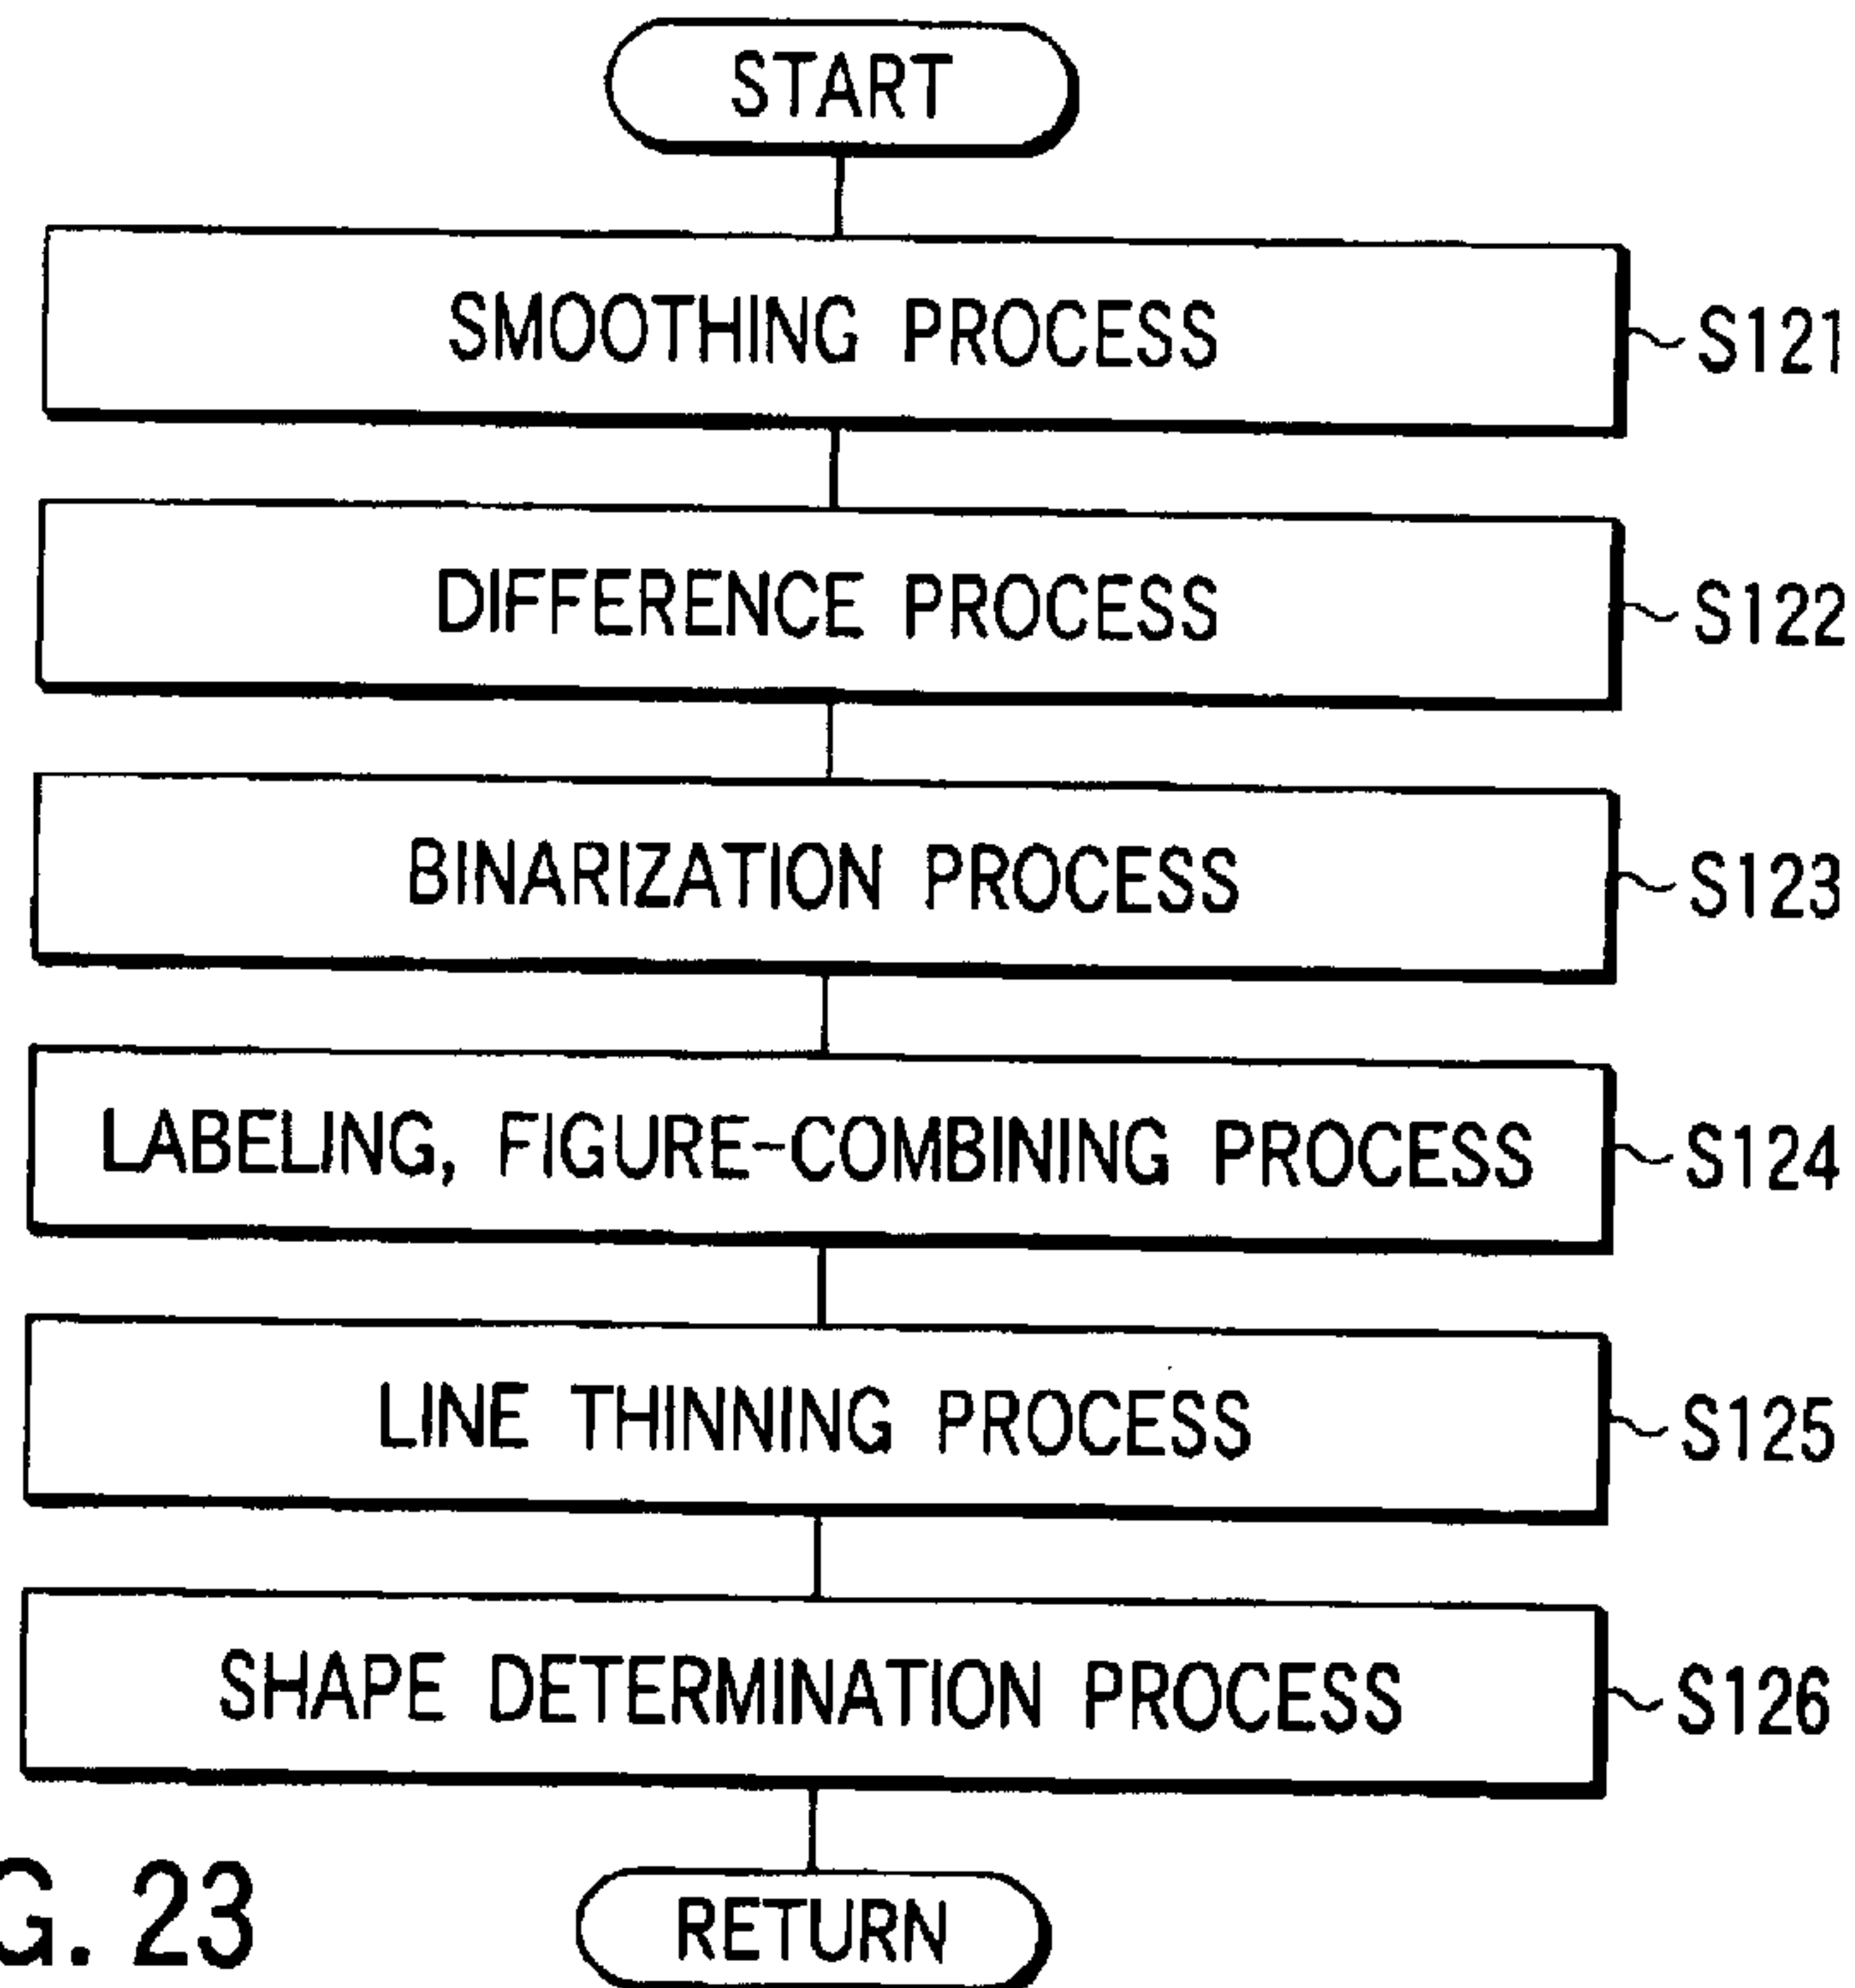 START
SMOOTHING PROCESS S121
DIFFERENCE PROCESS S122
BINARIZATION PROCESS S123
LABELING, FIGURE-COMBINING PROCESS S124
LINE THINNING PROCESS S125
SHAPE DETERMINATION PROCESS S126
RETURN
G. 23